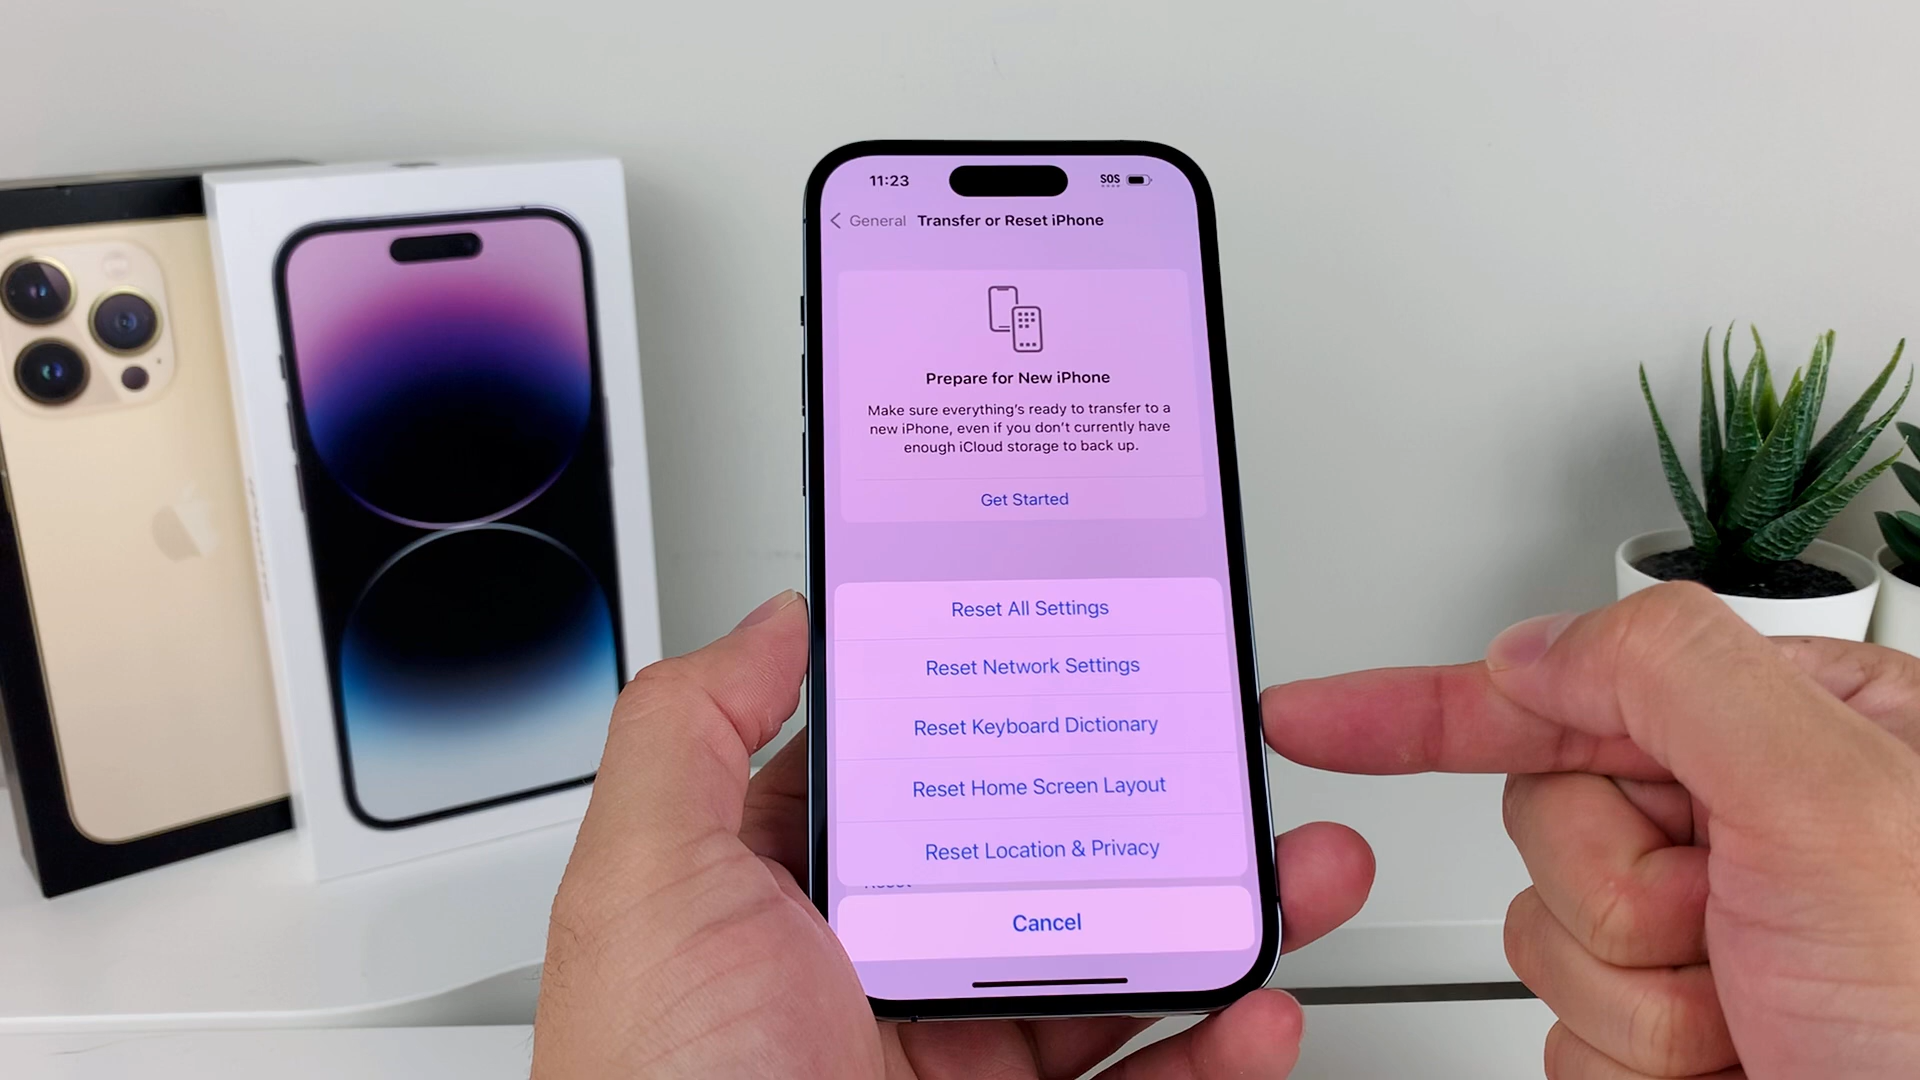 11:23
SOS
General
Transfer or Reset iPhone
Prepare for New iPhone
Make sure everything's ready to transfer to a
new iPhone, even if you don't currently have
enough iCloud storage to back up.
Get Started
Reset All Settings
Reset Network Settings
Reset Keyboard Dictionary
Reset Home Screen Layout
Reset Location & Privacy
Reset
Cancel